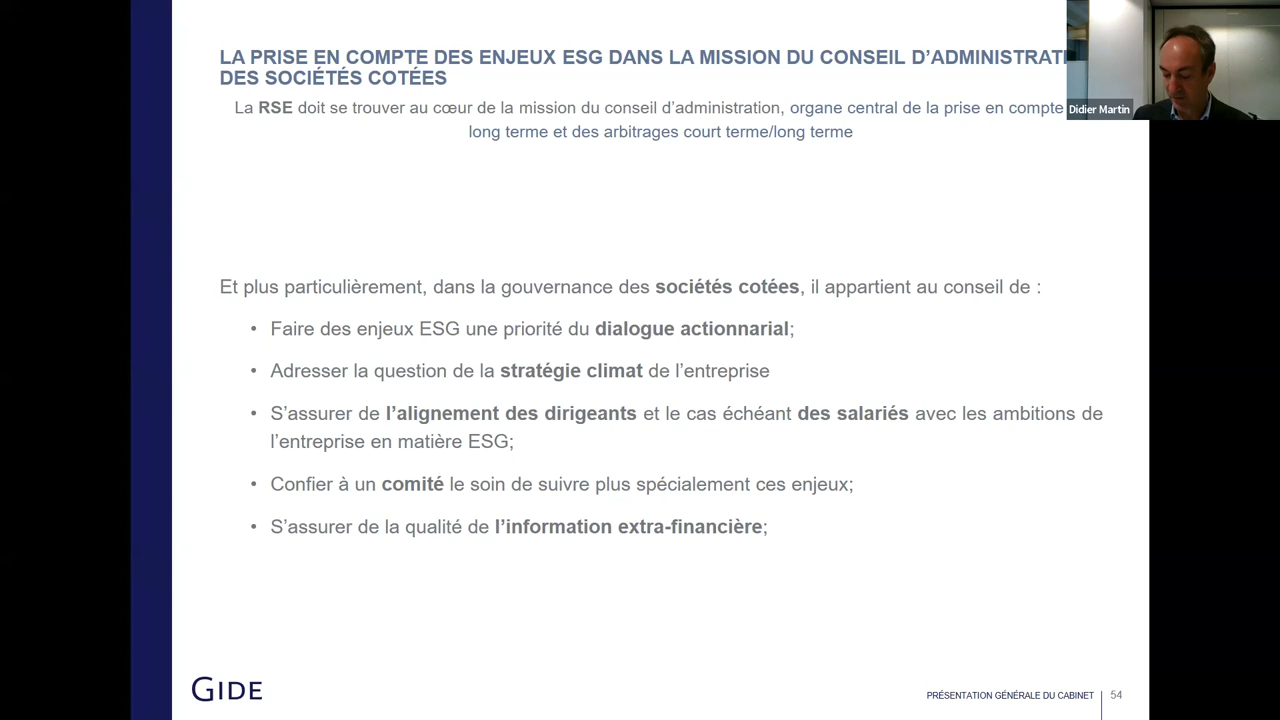 LA PRISE EN COMPTE DES ENJEUX ESG DANS LA MISSION DU CONSEIL D’ADMINISTRATI
DES SOCIÉTÉS COTÉES
La RSE doit se trouver au cœur de la mission du conseil d’administration, organe central de la prise en compte
long terme et des arbitrages court terme/long terme
Didier Martin
Et plus particulièrement, dans la gouvernance des sociétés cotées, il appartient au conseil de :
• Faire des enjeux ESG une priorité du dialogue actionnarial;
• Adresser la question de la stratégie climat de l’entreprise
• S’assurer de l’alignement des dirigeants et le cas échéant des salariés avec les ambitions de
l’entreprise en matière ESG;
• Confier à un comité le soin de suivre plus spécialement ces enjeux;
• S’assurer de la qualité de l’information extra-financière;
GIDE
PRÉSENTATION GÉNÉRALE DU CABINET 54